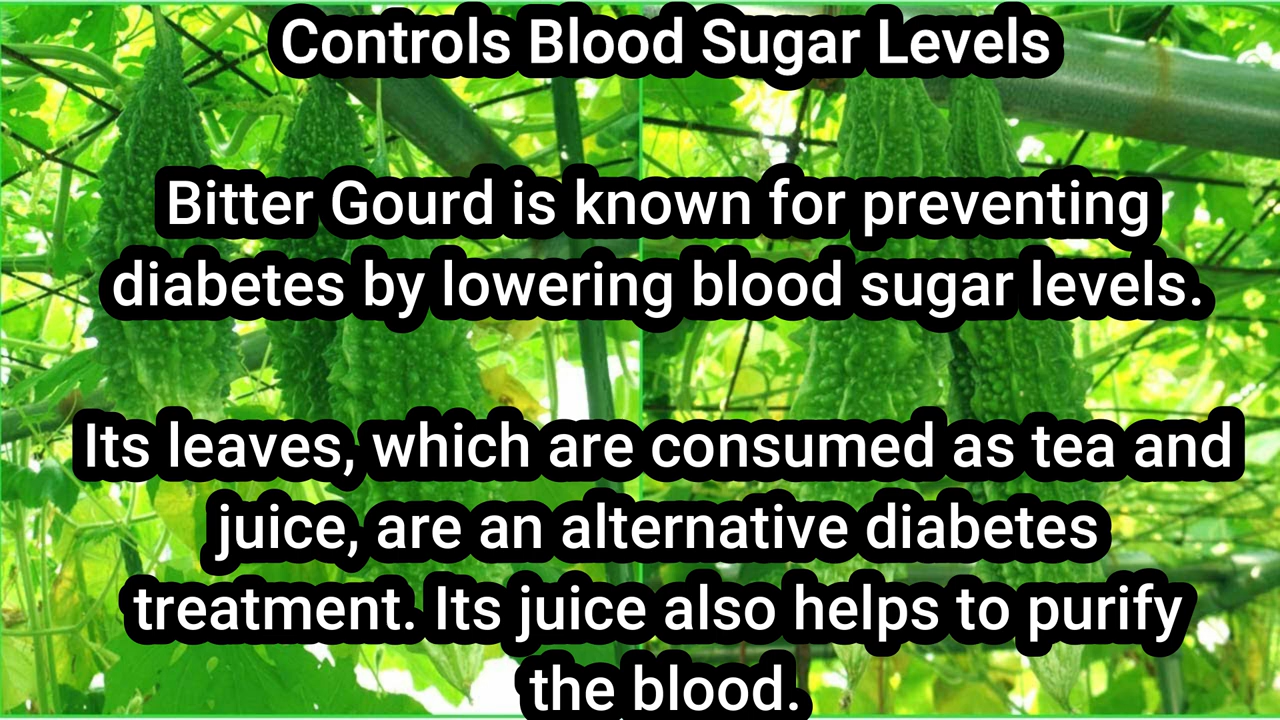 Controls Blood Sugar Levels
Bitter Gourd is known for preventing
diabetes by lowering blood sugar levels.
Its leaves, which are consumed as tea and
juice, are an alternative diabetes
treatment. Its juice also helps to purify
the blood.